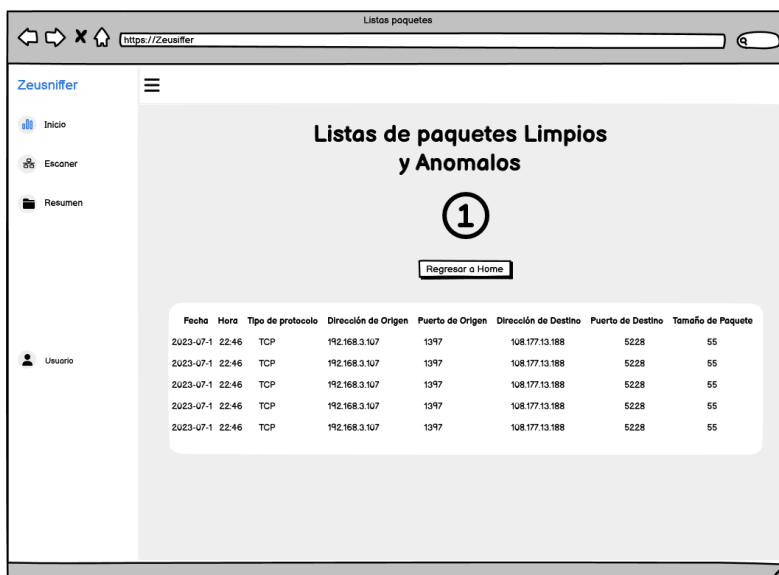 Listas paquetes
https://Zeusiffer
Zeusniffer
Inicio
Escaner
Resumen
Usuario
Listas de paquetes Limpios
y Anomalos
1
Regresar a Home
Fecha Hora Tipo de protocolo Dirección de Origen Puerto de Origen Dirección de Destino Puerto de Destino Tamaño de Paquete
2023-07-1 22:46 TCP 192.168.3.107 1397 108.177.13.188 5228 55
2023-07-1 22:46 TCP 192.168.3.107 1397 108.177.13.188 5228 55
2023-07-1 22:46 TCP 192.168.3.107 1397 108.177.13.188 5228 55
2023-07-1 22:46 TCP 192.168.3.107 1397 108.177.13.188 5228 55
2023-07-1 22:46 TCP 192.168.3.107 1397 108.177.13.188 5228 55